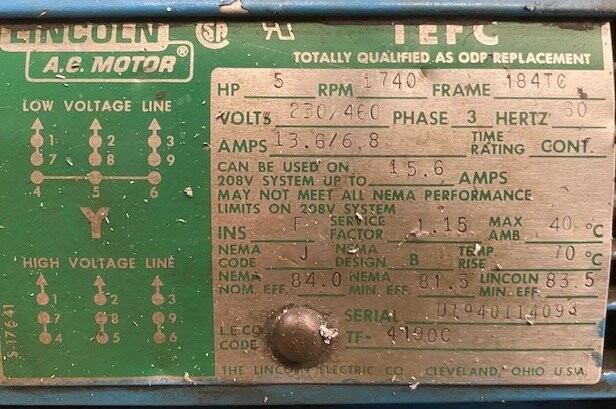 LINCOLN
A.C. MOTOR®
SA
TEFC
TOTALLY QUALIFIED AS ODP REPLACEMENT
HP 5 RPM 1740 FRAME 184TC
VOLTS 230/460 PHASE 3 HERTZ 60
AMPS 13.6/6.8 TIME RATING CONT.
CAN BE USED ON
208V SYSTEM UP TO 15.6 AMPS
MAY NOT MEET ALL NEMA PERFORMANCE
LIMITS ON 208V SYSTEM
INS F SERVICE FACTOR 1.15 MAX AMB 40 °C
NEMA CODE J NEMA DESIGN B TEMP RISE 70 °C
NEMA NOM. EFF. 84.0 NEMA MIN. EFF 81.5 LINCOLN MIN. EFF. 83.5
SERIAL U1940114093
LECO CODE TF- 4190C
THE LINCOLN ELECTRIC CO. CLEVELAND, OHIO U.S.A.
LOW VOLTAGE LINE
1 2 3
7 8 9
4 5 6
Y
HIGH VOLTAGE LINE
1 2 3
7 8 9
4 5 6
S-17641